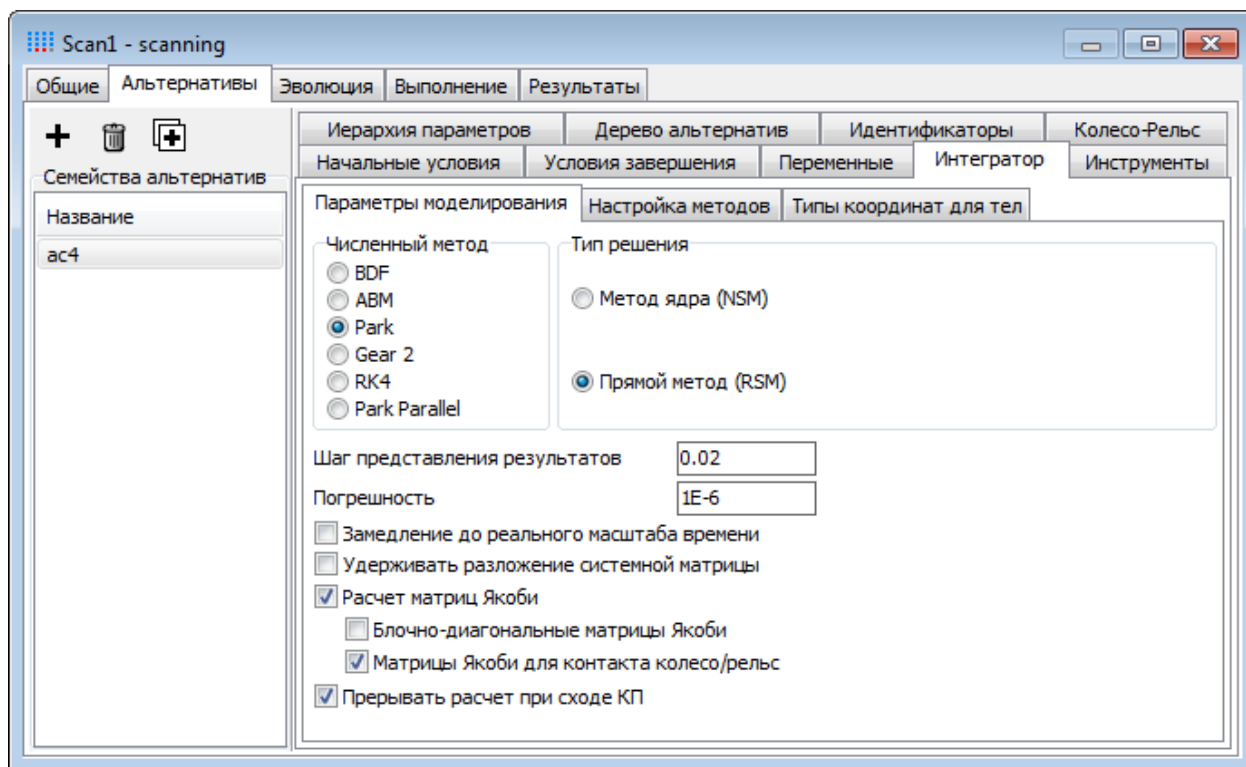 Scan1 - scanning
Общие Альтернативы Эволюция Выполнение Результаты
Семейства альтернатив
Название
ac4
Иерархия параметров Дерево альтернатив Идентификаторы Колесо-Рельс
Начальные условия Условия завершения Переменные Интегратор Инструменты
Параметры моделирования Настройка методов Типы координат для тел
Численный метод
BDF
ABM
Park
Gear 2
RK4
Park Parallel
Тип решения
Метод ядра (NSM)
Прямой метод (RSM)
Шаг представления результатов 0.02
Погрешность 1E-6
Замедление до реального масштаба времени
Удерживать разложение системной матрицы
Расчет матриц Якоби
Блочно-диагональные матрицы Якоби
Матрицы Якоби для контакта колесо/рельс
Прерывать расчет при сходе КП